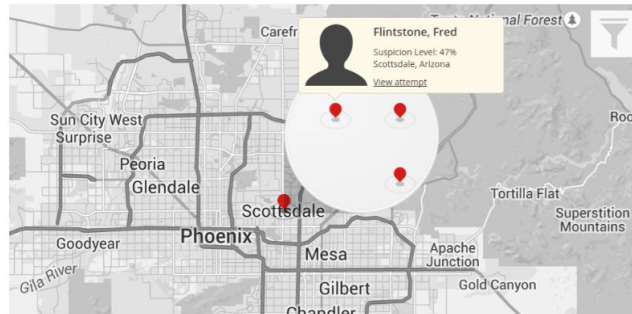 Carefr
National Forest
Flintstone, Fred
Suspicion Level: 47%
Scottsdale, Arizona
View attempt
Sun City West
Surprise
Roo
Peoria
Glendale
Scottsdale
Tortilla Flat
Superstition
Mountains
Phoenix
Goodyear
Mesa
Apache
Junction
Gila River
Gilbert
Gold Canyon
Chandler